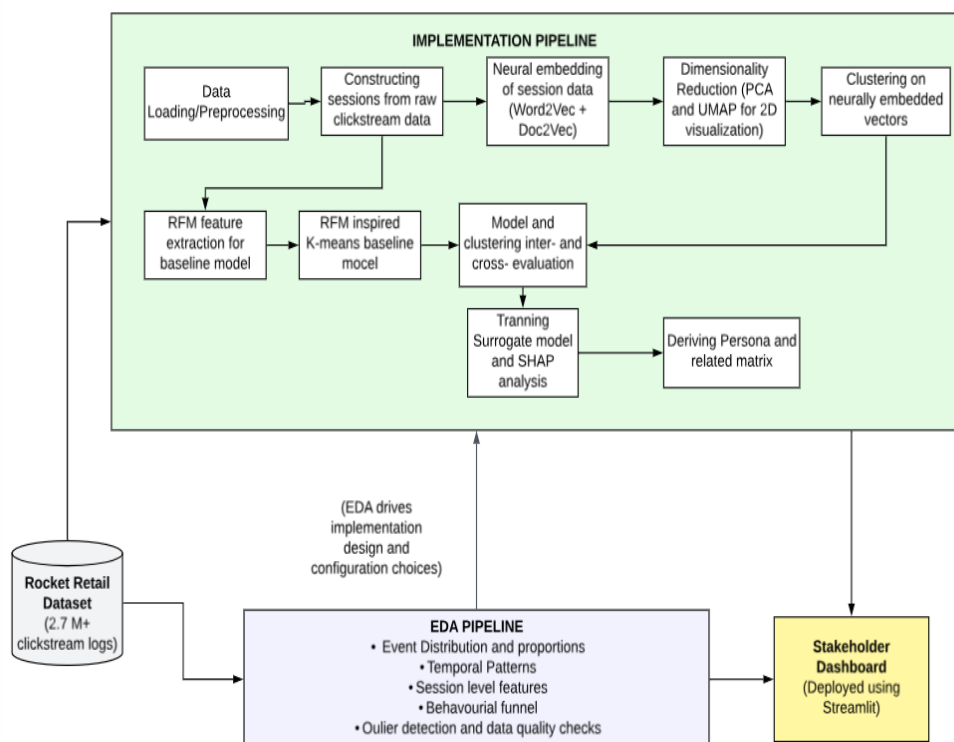 IMPLEMENTATION PIPELINE
Data
Loading/Preprocessing
Constructing
sessions from raw
clickstream data
Neural embedding
of session data
(Word2Vec +
Doc2Vec)
Dimensionality
Reduction (PCA
and UMAP for 2D
visualization)
Clustering on
neurally embedded
vectors
RFM feature
extraction for
baseline model
RFM inspired
K-means baseline
mocel
Model and
clustering inter- and
cross- evaluation
Tranning
Surrogate model
and SHAP
analysis
Deriving Persona and
related matrix
(EDA drives
implementation
design and
configuration choices)
Rocket Retail
Dataset
(2.7 M+
clickstream logs)
EDA PIPELINE
• Event Distribution and proportions
• Temporal Patterns
• Session level features
• Behavourial funnel
• Oulier detection and data quality checks
Stakeholder
Dashboard
(Deployed using
Streamlit)